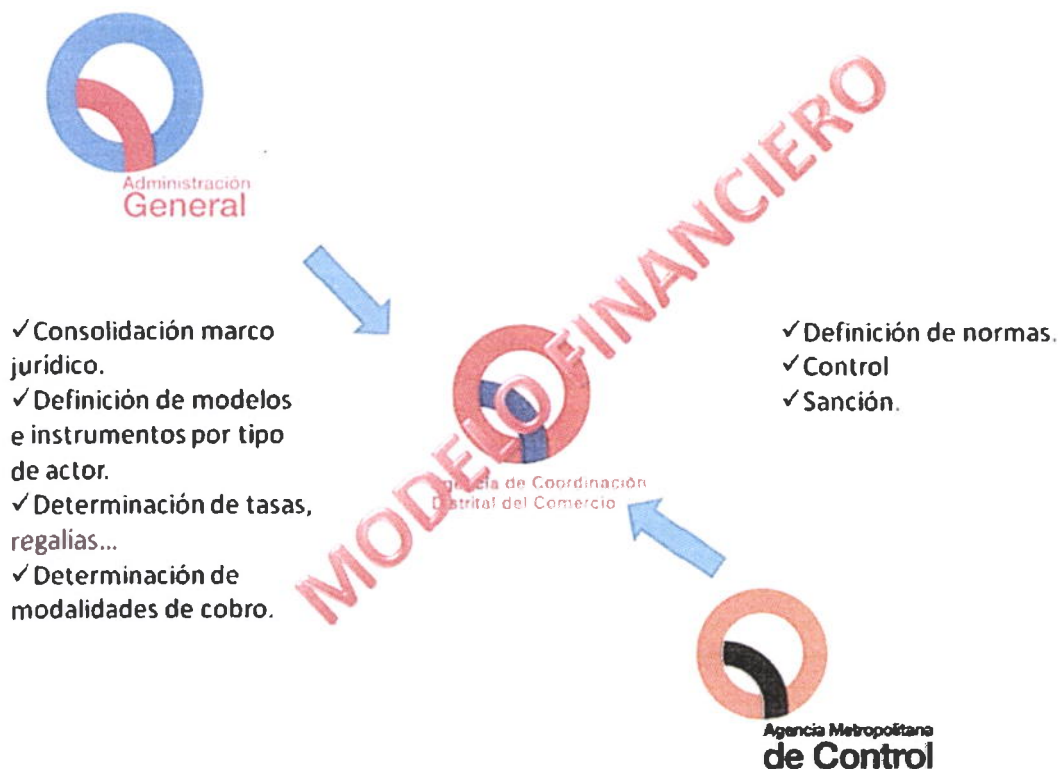 Administración
General
MODELO FINANCIERO
✓Consolidación marco
jurídico.
✓Definición de modelos
e instrumentos por tipo
de actor.
✓Determinación de tasas,
regalías...
✓Determinación de
modalidades de cobro.
✓Definición de normas.
✓Control
✓Sanción.
de Coordinación
Distrital del Comercio
Agencia Metropolitana
de Control